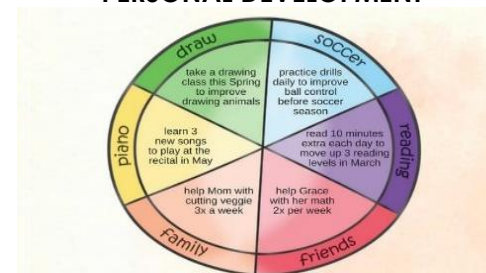 PERSONAL DEVELOPMENT
draw
take a drawing
class this Spring
to improve
drawing animals
soccer
practice drills
daily to improve
ball control
before soccer
season
piano
learn 3
new songs
to play at the
recital in May
reading
read 10 minutes
extra each day to
move up 3 reading
levels in March
family
help Mom with
cutting veggie
3x a week
friends
help Grace
with her math
2x per week